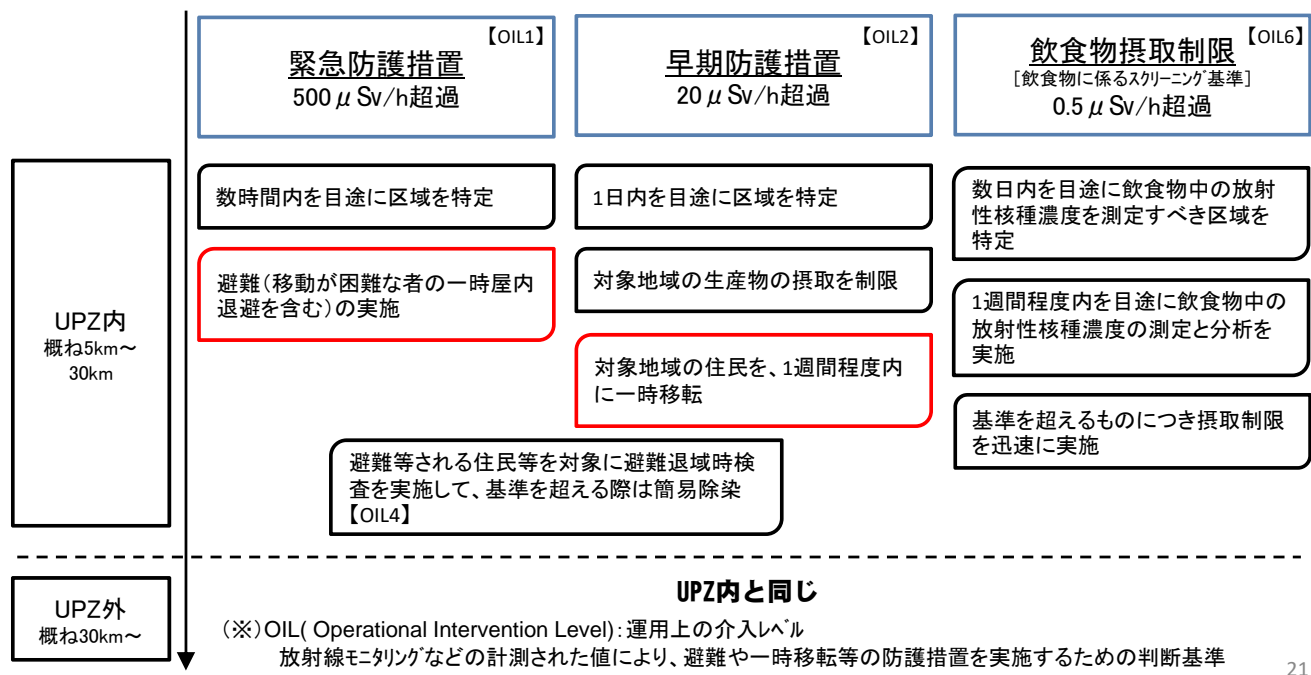 【OIL1】
緊急防護措置
500μSv/h超過
【OIL2】
早期防護措置
20μSv/h超過
【OIL6】
飲食物摂取制限
[飲食物に係るスクリーニング基準]
0.5μSv/h超過
UPZ内
概ね5km～
30km
数時間内を目途に区域を特定
避難(移動が困難な者の一時屋内
退避を含む)の実施
1日内を目途に区域を特定
対象地域の生産物の摂取を制限
対象地域の住民を、1週間程度内
に一時移転
数日内を目途に飲食物中の放射
性核種濃度を測定すべき区域を
特定
1週間程度内を目途に飲食物中の
放射性核種濃度の測定と分析を
実施
基準を超えるものにつき摂取制限
を迅速に実施
避難等される住民等を対象に避難退域時検
査を実施して、基準を超える際は簡易除染
【OIL4】
UPZ外
概ね30km～
UPZ内と同じ
(※)OIL( Operational Intervention Level):運用上の介入レベル
放射線モニタリングなどの計測された値により、避難や一時移転等の防護措置を実施するための判断基準
21